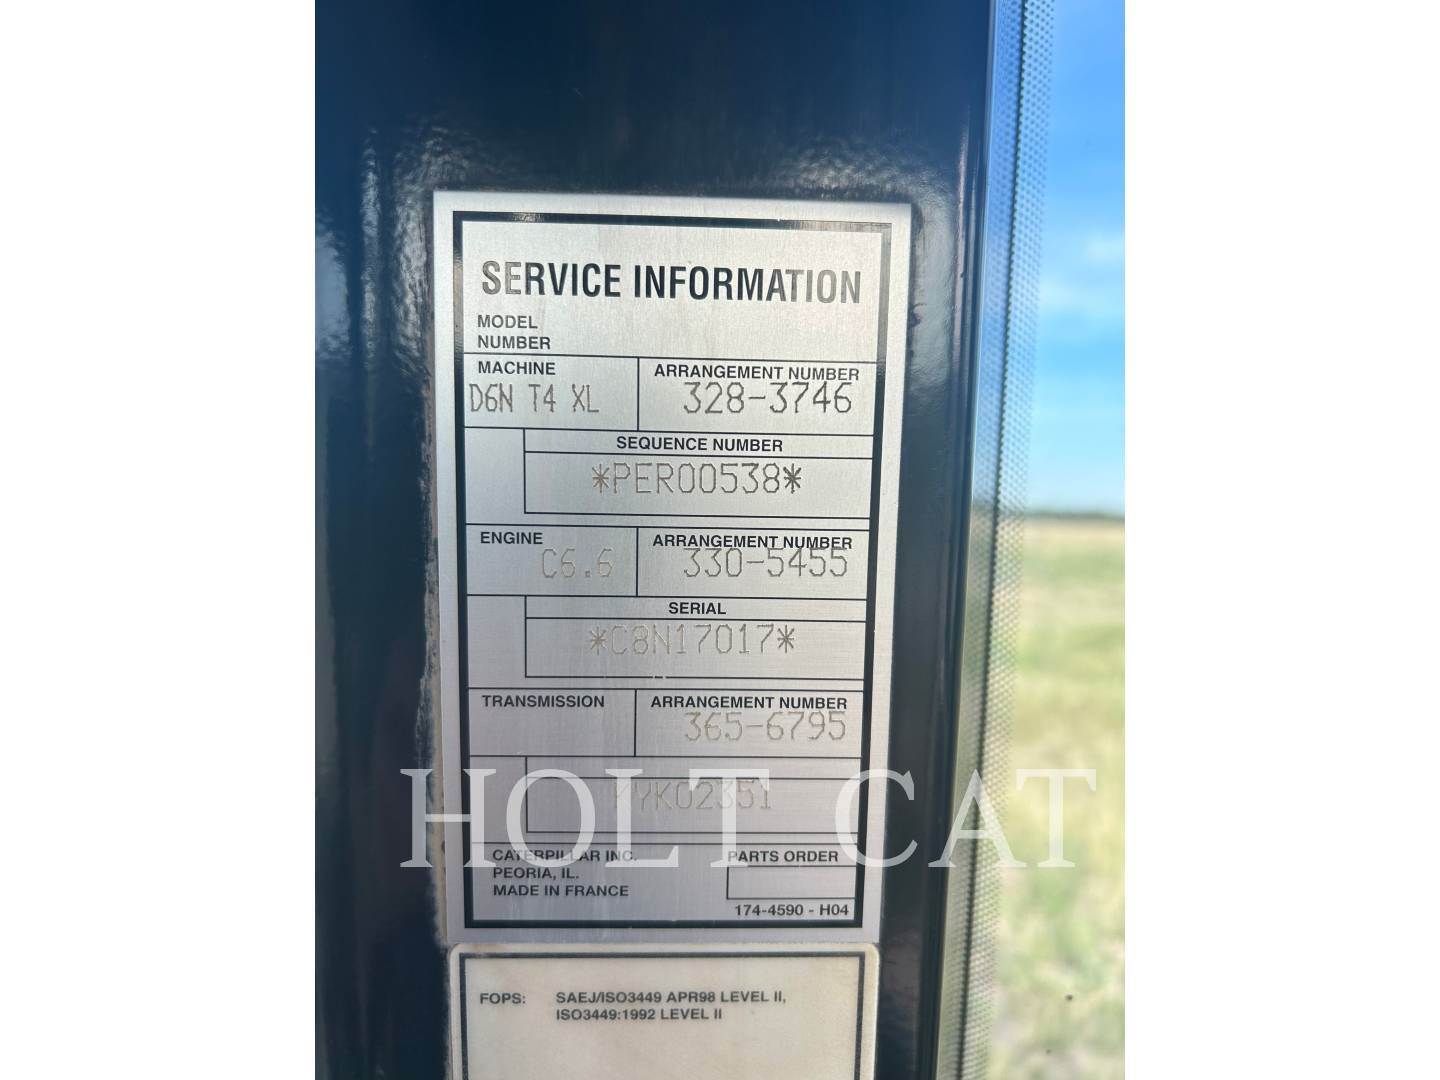 SERVICE INFORMATION
MODEL
NUMBER
MACHINE
ARRANGEMENT NUMBER
D6N T4 XL
328-3746
SEQUENCE NUMBER
*PER00538*
ENGINE
ARRANGEMENT NUMBER
C6.6
330-5455
SERIAL
*C8N17017*
TRANSMISSION
ARRANGEMENT NUMBER
365-6795
HOLT CAT
CATERPILLAR INC.
PARTS ORDER
PEORIA, IL.
MADE IN FRANCE
174-4590 - H04
FOPS: SAEJ/ISO3449 APR98 LEVEL II,
ISO3449:1992 LEVEL II